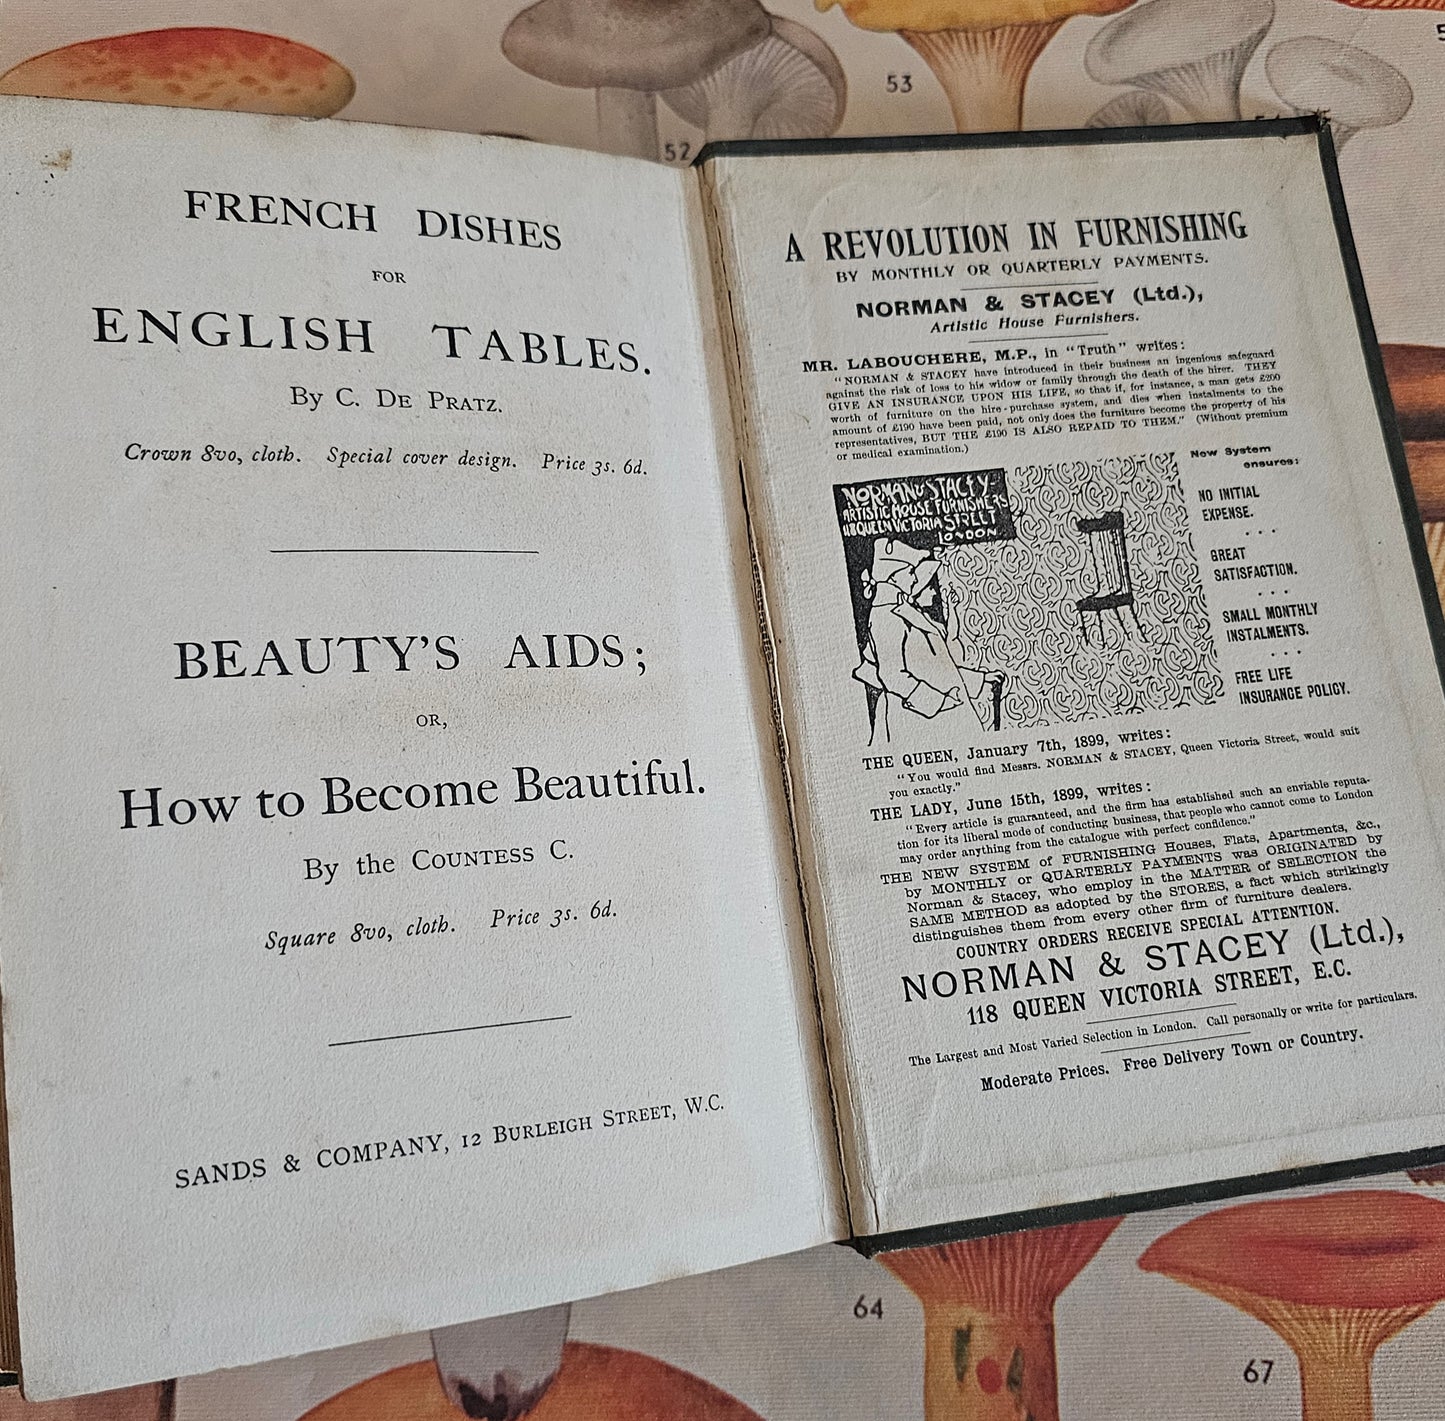 FRENCH DISHES
FOR
ENGLISH TABLES.
By C. DE PRATZ.
Crown 8vo, cloth. Special cover design. Price 3s. 6d.
BEAUTY'S AIDS;
OR,
How to Become Beautiful.
By the COUNTESS C.
Square 8vo, cloth. Price 3s. 6d.
SANDS & COMPANY, 12 BURLEIGH STREET, W.C.
A REVOLUTION IN FURNISHING
BY MONTHLY OR QUARTERLY PAYMENTS.
NORMAN & STACEY (Ltd.),
Artistic House Furnishers.
MR. LABOUCHERE, M.P., in "Truth" writes:
"NORMAN & STACEY have introduced in their business an ingenious safeguard
against the risk of loss to his widow or family through the death of the hirer. THEY
GIVE AN INSURANCE UPON HIS LIFE, so that if, for instance, a man gets £200
worth of furniture on the hire-purchase system, and dies when instalments to the
amount of £190 have been paid, not only does the furniture become the property of his
representatives, BUT THE £190 IS ALSO REPAID TO THEM." (Without premium
or medical examination.)
NORMAN & STACEY
ARTISTIC HOUSE FURNISHERS
118 QUEEN VICTORIA STREET
LONDON
New System
ensures:
NO INITIAL
EXPENSE.
. . .
GREAT
SATISFACTION.
. . .
SMALL MONTHLY
INSTALMENTS.
. . .
FREE LIFE
INSURANCE POLICY.
THE QUEEN, January 7th, 1899, writes:
"You would find Messrs. NORMAN & STACEY, Queen Victoria Street, would suit
you exactly."
THE LADY, June 15th, 1899, writes:
"Every article is guaranteed, and the firm has established such an enviable reputa-
tion for its liberal mode of conducting business, that people who cannot come to London
may order anything from the catalogue with perfect confidence."
THE NEW SYSTEM of FURNISHING Houses, Flats, Apartments, &c.,
by MONTHLY or QUARTERLY PAYMENTS was ORIGINATED by
Norman & Stacey, who employ in the MATTER of SELECTION the
SAME METHOD as adopted by the STORES, a fact which strikingly
distinguishes them from every other firm of furniture dealers.
COUNTRY ORDERS RECEIVE SPECIAL ATTENTION.
NORMAN & STACEY (Ltd.),
118 QUEEN VICTORIA STREET, E.C.
The Largest and Most Varied Selection in London. Call personally or write for particulars.
Moderate Prices. Free Delivery Town or Country.
52
53
64
67